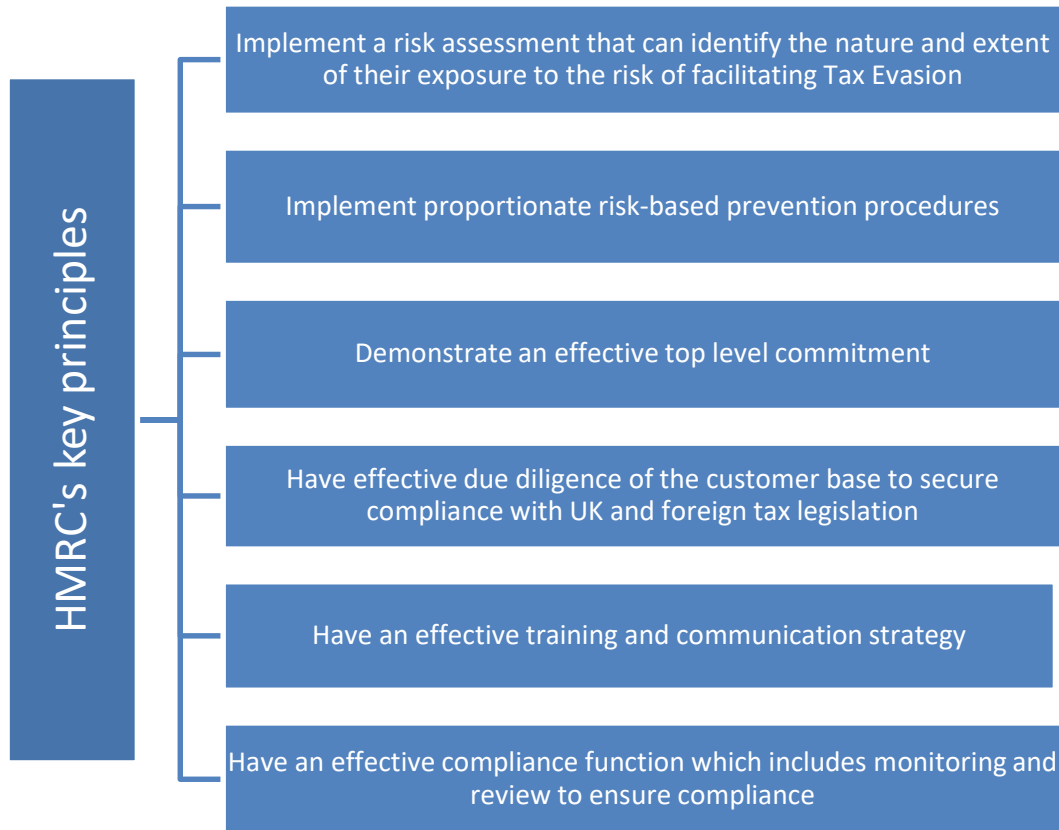 HMRC's key principles
Implement a risk assessment that can identify the nature and extent
of their exposure to the risk of facilitating Tax Evasion
Implement proportionate risk-based prevention procedures
Demonstrate an effective top level commitment
Have effective due diligence of the customer base to secure
compliance with UK and foreign tax legislation
Have an effective training and communication strategy
Have an effective compliance function which includes monitoring and
review to ensure compliance